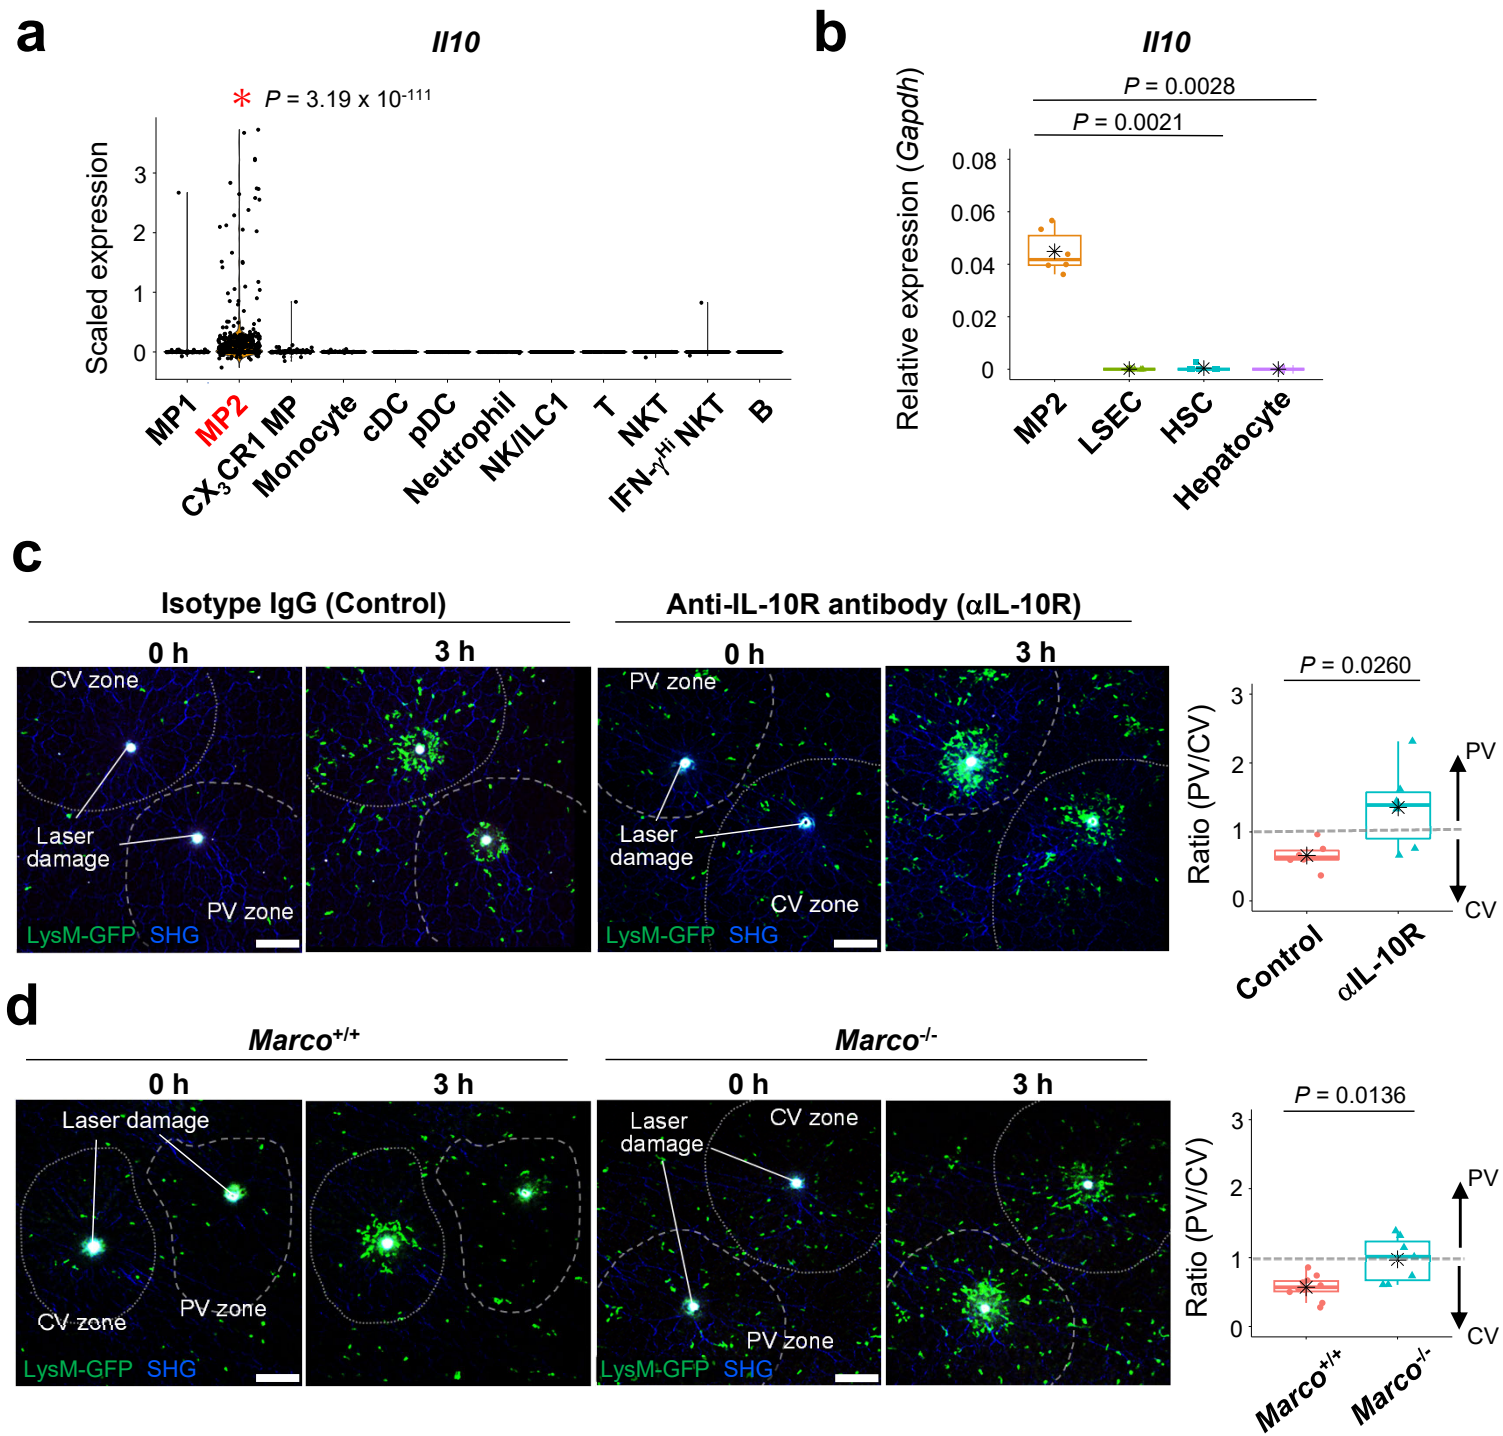 a
Il10
* P = 3.19 x 10⁻¹¹¹
Scaled expression
3
2
1
0
MP1
MP2
CX₃CR1 MP
Monocyte
cDC
pDC
Neutrophil
NK/ILC1
T
NKT
IFN-γᴴⁱ NKT
B
b
Il10
P = 0.0028
P = 0.0021
Relative expression (Gapdh)
0.08
0.06
0.04
0.02
0
MP2
LSEC
HSC
Hepatocyte
c
Isotype IgG (Control)
Anti-IL-10R antibody (αIL-10R)
0 h
3 h
0 h
3 h
CV zone
Laser
damage
PV zone
LysM-GFP SHG
PV zone
Laser
damage
CV zone
LysM-GFP SHG
P = 0.0260
Ratio (PV/CV)
3
2
1
0
PV
CV
Control
αIL-10R
d
Marco⁺/⁺
Marco⁻/⁻
0 h
3 h
0 h
3 h
Laser damage
PV zone
CV zone
LysM-GFP SHG
CV zone
Laser
damage
PV zone
LysM-GFP SHG
P = 0.0136
Ratio (PV/CV)
3
2
1
0
PV
CV
Marco⁺/⁺
Marco⁻/⁻